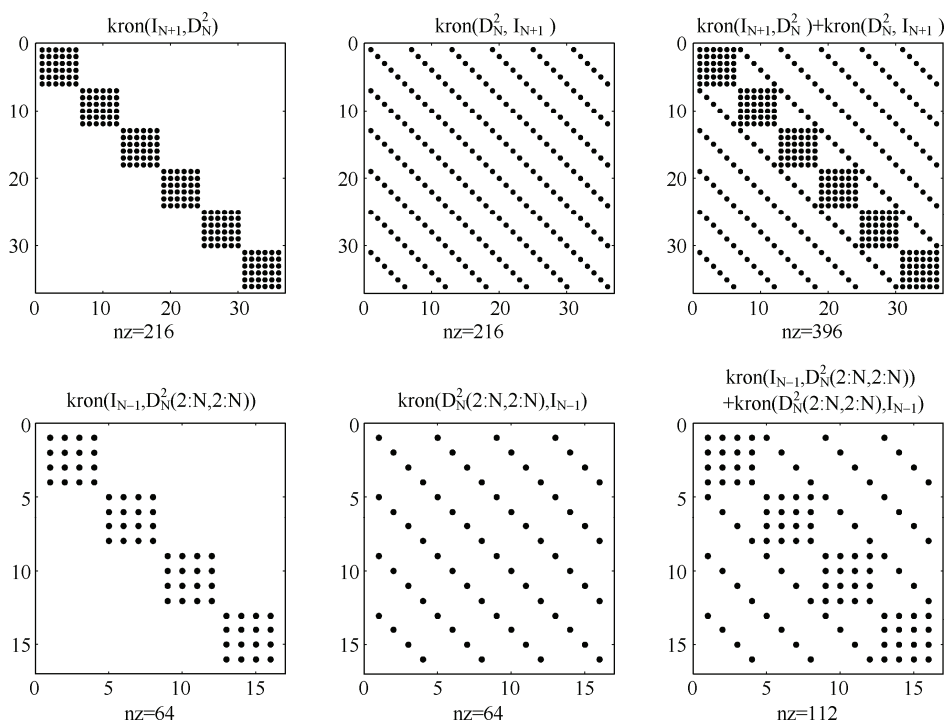 kron(I_{N+1},D_N^2)
kron(D_N^2, I_{N+1} )
kron(I_{N+1},D_N^2 )+kron(D_N^2, I_{N+1} )
0
10
20
30
0 10 20 30
nz=216
0
10
20
30
0 10 20 30
nz=216
0
10
20
30
0 10 20 30
nz=396
kron(I_{N−1},D_N^2(2:N,2:N))
kron(D_N^2(2:N,2:N),I_{N−1})
kron(I_{N−1},D_N^2(2:N,2:N))
+kron(D_N^2(2:N,2:N),I_{N−1})
0
5
10
15
0 5 10 15
nz=64
0
5
10
15
0 5 10 15
nz=64
0
5
10
15
0 5 10 15
nz=112